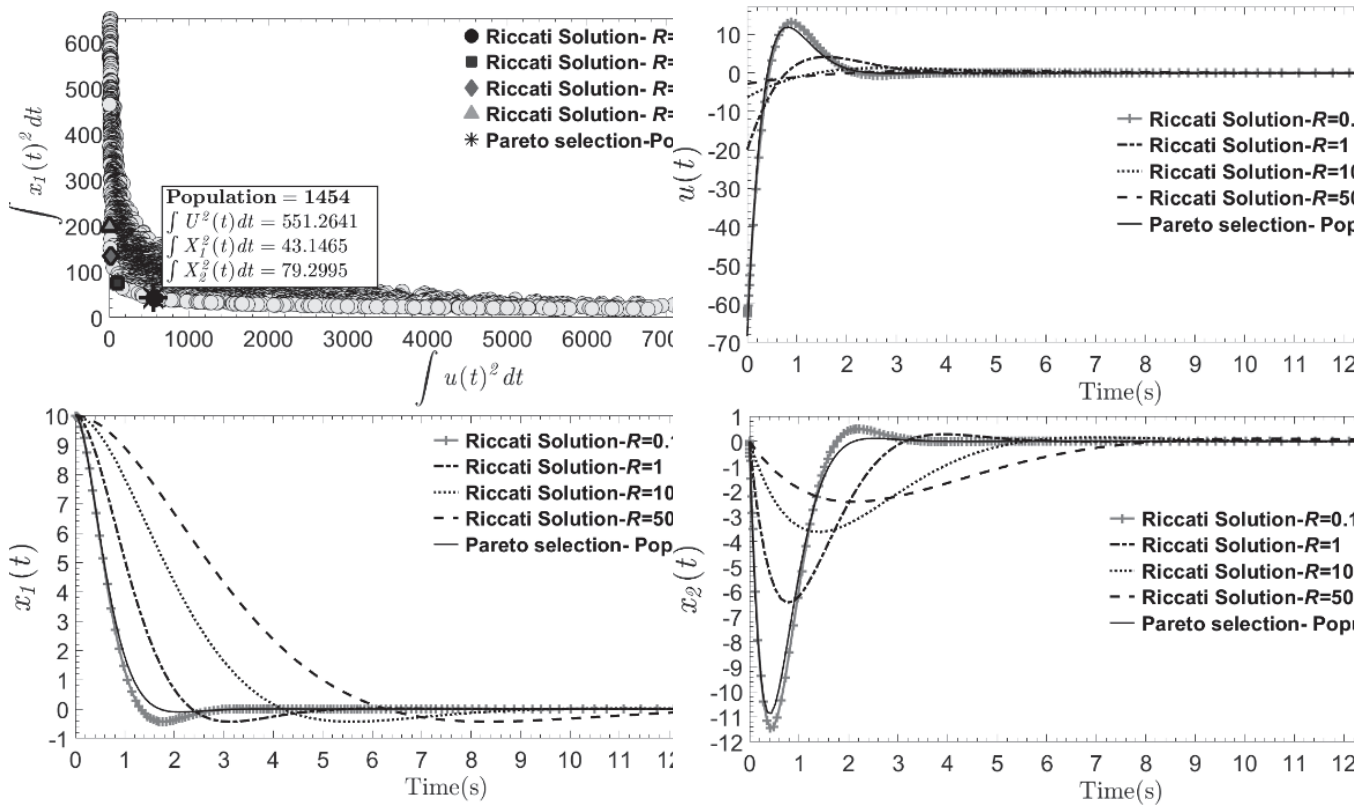 600
500
400
300
200
100
0
∫ x₁(t)² dt
Riccati Solution- R=
Riccati Solution- R=
Riccati Solution- R=
Riccati Solution- R=
Pareto selection-Po
Population = 1454
∫ U²(t)dt = 551.2641
∫ X₁²(t)dt = 43.1465
∫ X₂²(t)dt = 79.2995
0 1000 2000 3000 4000 5000 6000 700
∫ u(t)² dt
10
0
-10
-20
-30
-40
-50
-60
-70
u(t)
Riccati Solution-R=0.
Riccati Solution-R=1
Riccati Solution-R=10
Riccati Solution-R=50
Pareto selection- Pop
0 1 2 3 4 5 6 7 8 9 10 11 12
Time(s)
10
9
8
7
6
5
4
3
2
1
0
-1
x₁(t)
Riccati Solution-R=0.1
Riccati Solution-R=1
Riccati Solution-R=10
Riccati Solution-R=50
Pareto selection- Pop
0 1 2 3 4 5 6 7 8 9 10 11 12
Time(s)
1
0
-1
-2
-3
-4
-5
-6
-7
-8
-9
-10
-11
-12
x₂(t)
Riccati Solution-R=0.1
Riccati Solution-R=1
Riccati Solution-R=10
Riccati Solution-R=50
Pareto selection- Popu
0 1 2 3 4 5 6 7 8 9 10 11 12
Time(s)